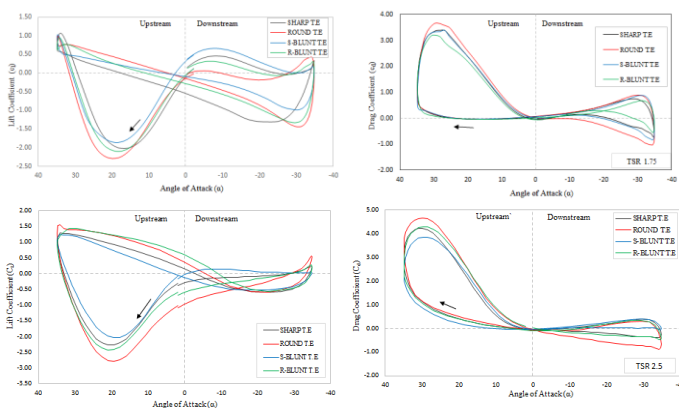 1.50
1.00
0.50
0.00
-0.50
-1.00
-1.50
-2.00
-2.50
Lift Coefficient (cl)
Upstream
Downstream
SHARP T.E
ROUND T.E
S-BLUNT T.E
R-BLUNT T.E
40 30 20 10 0 -10 -20 -30 -40
Angle of Attack (α)
4.00
3.00
2.00
1.00
0.00
-1.00
-2.00
Drag Coefficient (cd)
Upstream
Downstream
SHARP T.E
ROUND T.E
S-BLUNT T.E
R-BLUNT T.E
TSR 1.75
40 30 20 10 0 -10 -20 -30 -40
Angle of Attack (α)
2.00
1.50
1.00
0.50
0.00
-0.50
-1.00
-1.50
-2.00
-2.50
-3.00
-3.50
Lift Coefficient (Cl)
Upstream
Downstream
SHARP T.E
ROUND T.E
S-BLUNT T.E
R-BLUNT T.E
40 30 20 10 0 -10 -20 -30 -40
Angle of Attack (α)
5.00
4.00
3.00
2.00
1.00
0.00
-1.00
-2.00
Drag Coefficient (Cd)
Upstream
Downstream
SHARP T.E
ROUND T.E
S-BLUNT T.E
R-BLUNT T.E
TSR 2.5
40 30 20 10 0 -10 -20 -30 -40
Angle of Attack (α)